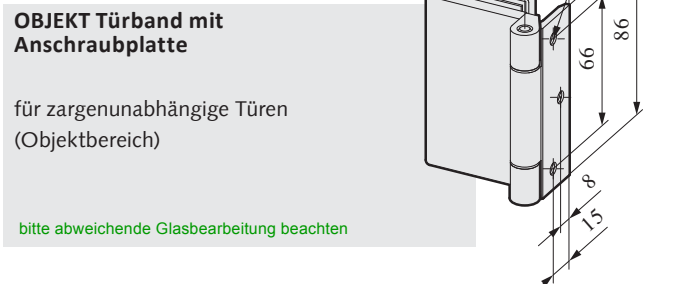 OBJEKT Türband mit
Anschraubplatte
für zargenunabhängige Türen
(Objektbereich)
bitte abweichende Glasbearbeitung beachten
66
86
8
15